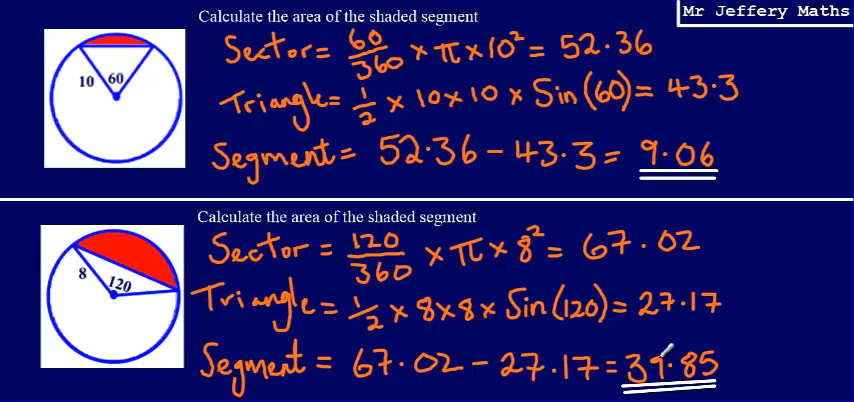 Calculate the area of the shaded segment
Mr Jeffery Maths
Sector = 60/360 × π × 10² = 52.36
10 60
Triangle = 1/2 × 10 × 10 × Sin(60) = 43.3
Segment = 52.36 - 43.3 = 9.06
Calculate the area of the shaded segment
Sector = 120/360 × π × 8² = 67.02
8 120
Triangle = 1/2 × 8 × 8 × Sin(120) = 27.17
Segment = 67.02 - 27.17 = 39.85